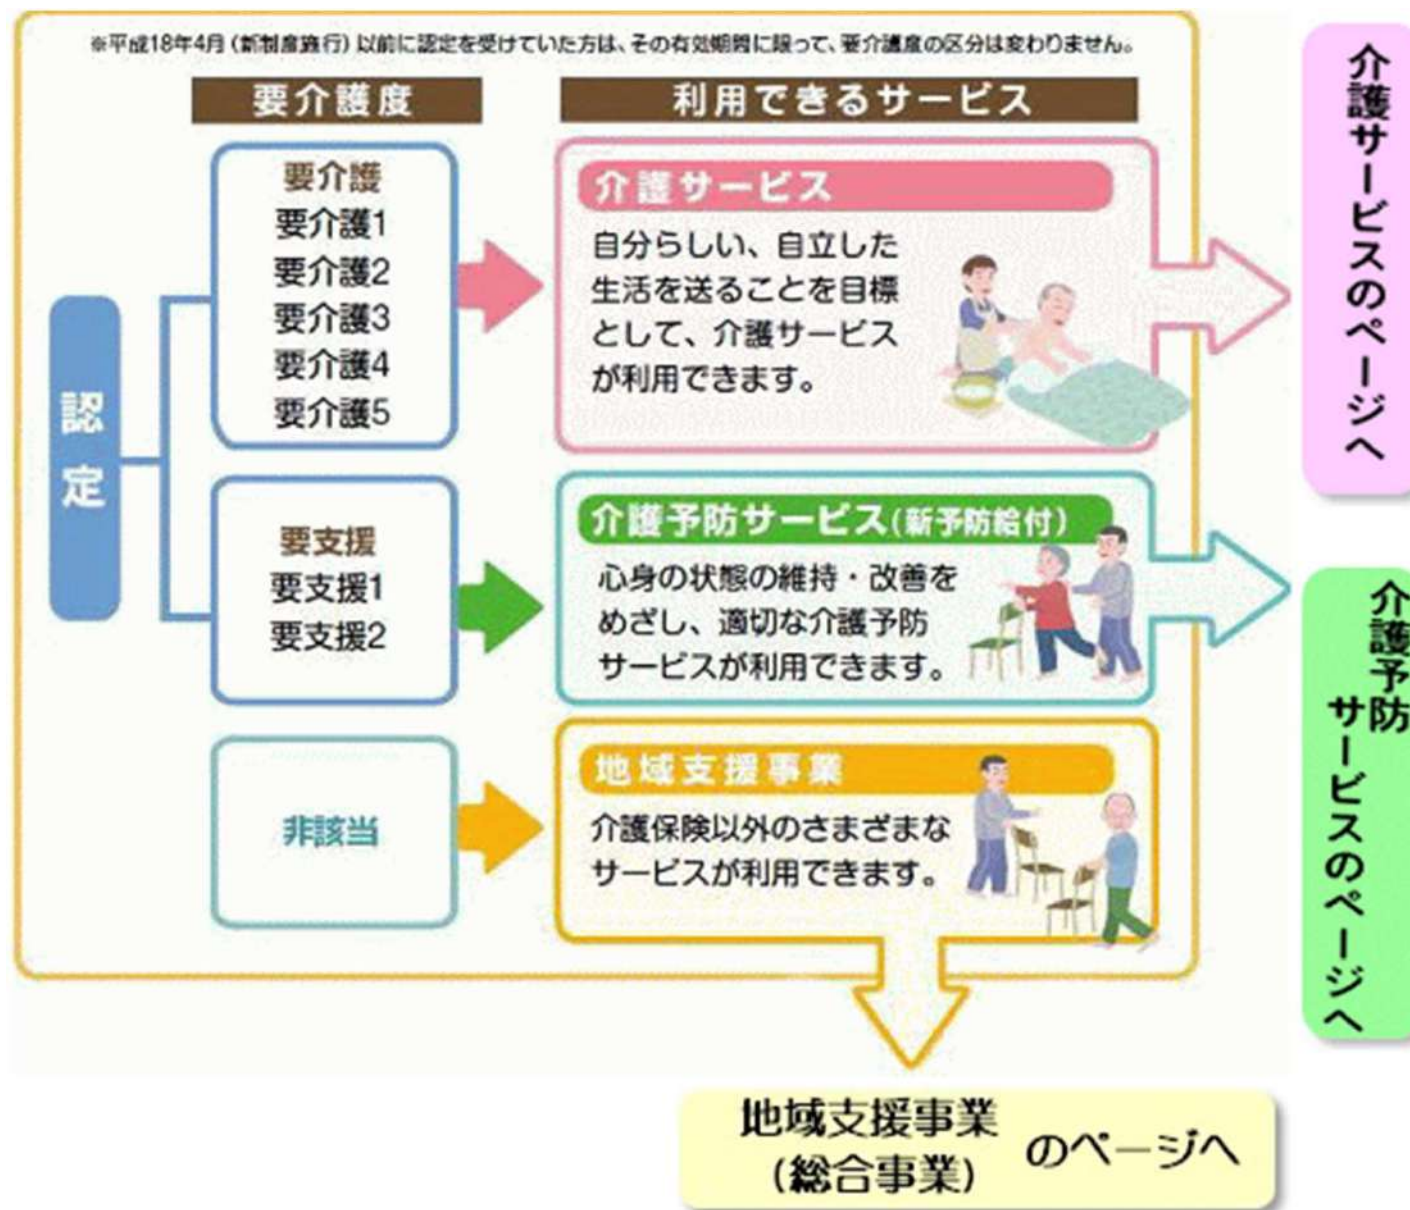 ※平成18年4月(新制度施行)以前に認定を受けていた方は、その有効期間に限って、要介護度の区分は変わりません。
要介護度
利用できるサービス
認定
要介護
要介護1
要介護2
要介護3
要介護4
要介護5
介護サービス
自分らしい、自立した
生活を送ることを目標
として、介護サービス
が利用できます。
介護サービスのページへ
要支援
要支援1
要支援2
介護予防サービス(新予防給付)
心身の状態の維持・改善を
めざし、適切な介護予防
サービスが利用できます。
介護予防
サービスのページへ
非該当
地域支援事業
介護保険以外のさまざまな
サービスが利用できます。
地域支援事業
(総合事業)
のページへ